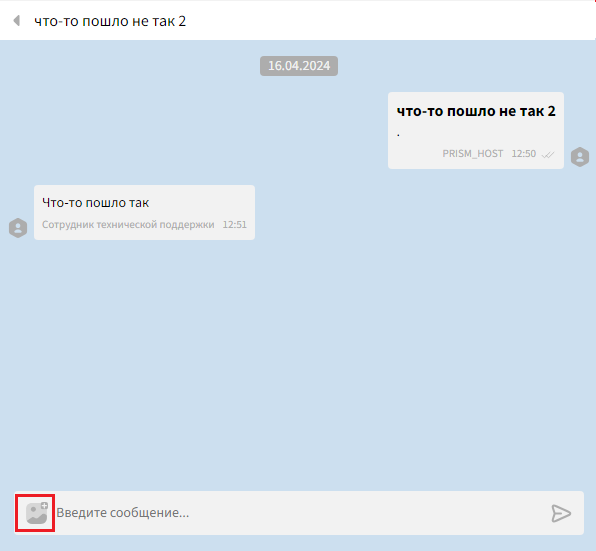 что-то пошло не так 2
16.04.2024
что-то пошло не так 2
.
PRISM_HOST 12:50
Что-то пошло так
Сотрудник технической поддержки 12:51
Введите сообщение...